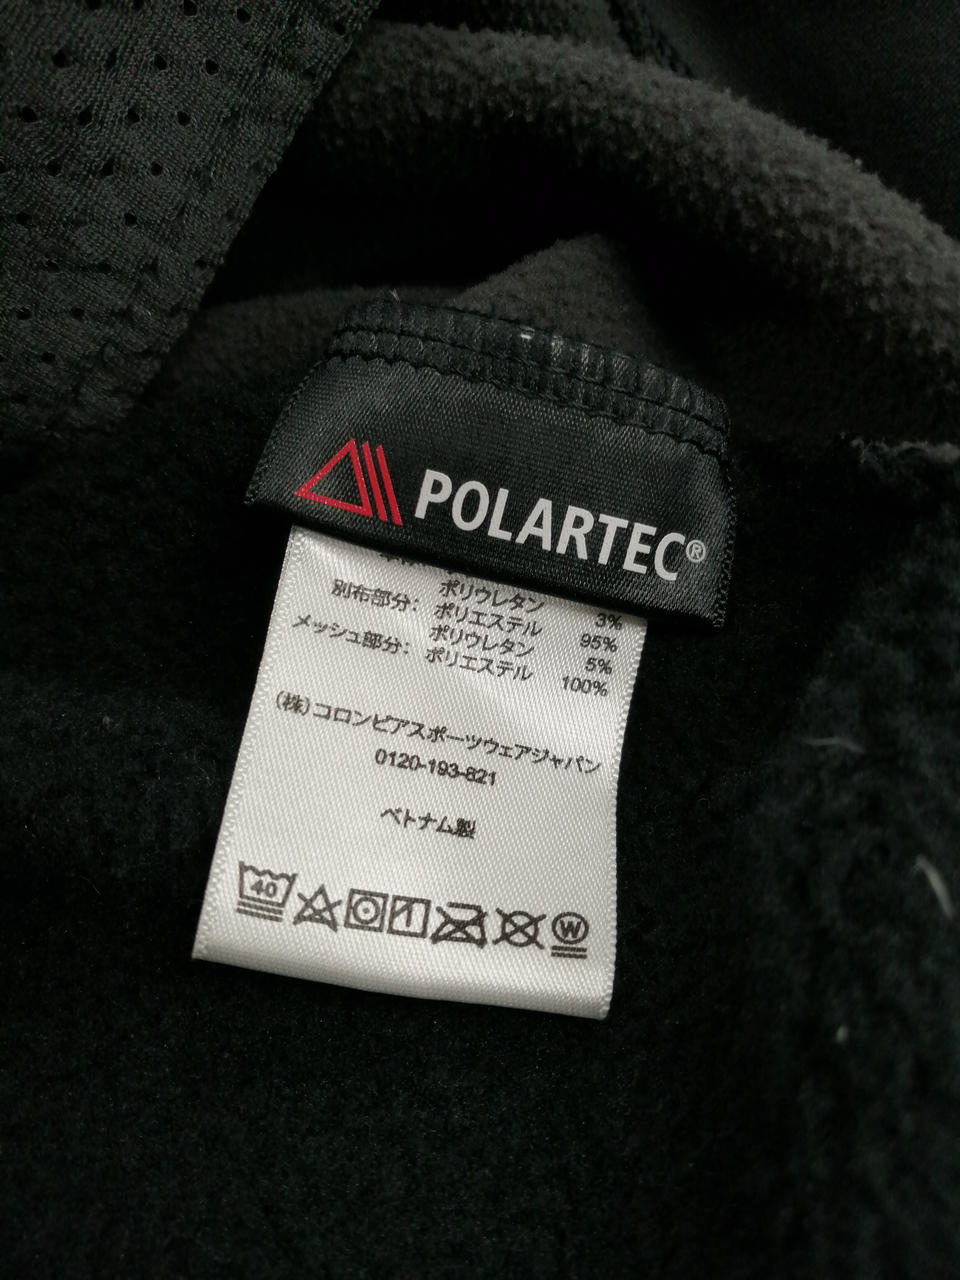 POLARTEC®
ポリウレタン 3%
別布部分: ポリエステル 95%
ポリウレタン 5%
メッシュ部分: ポリエステル 100%
(株)コロンビアスポーツウェアジャパン
0120-193-821
ベトナム製
40
W